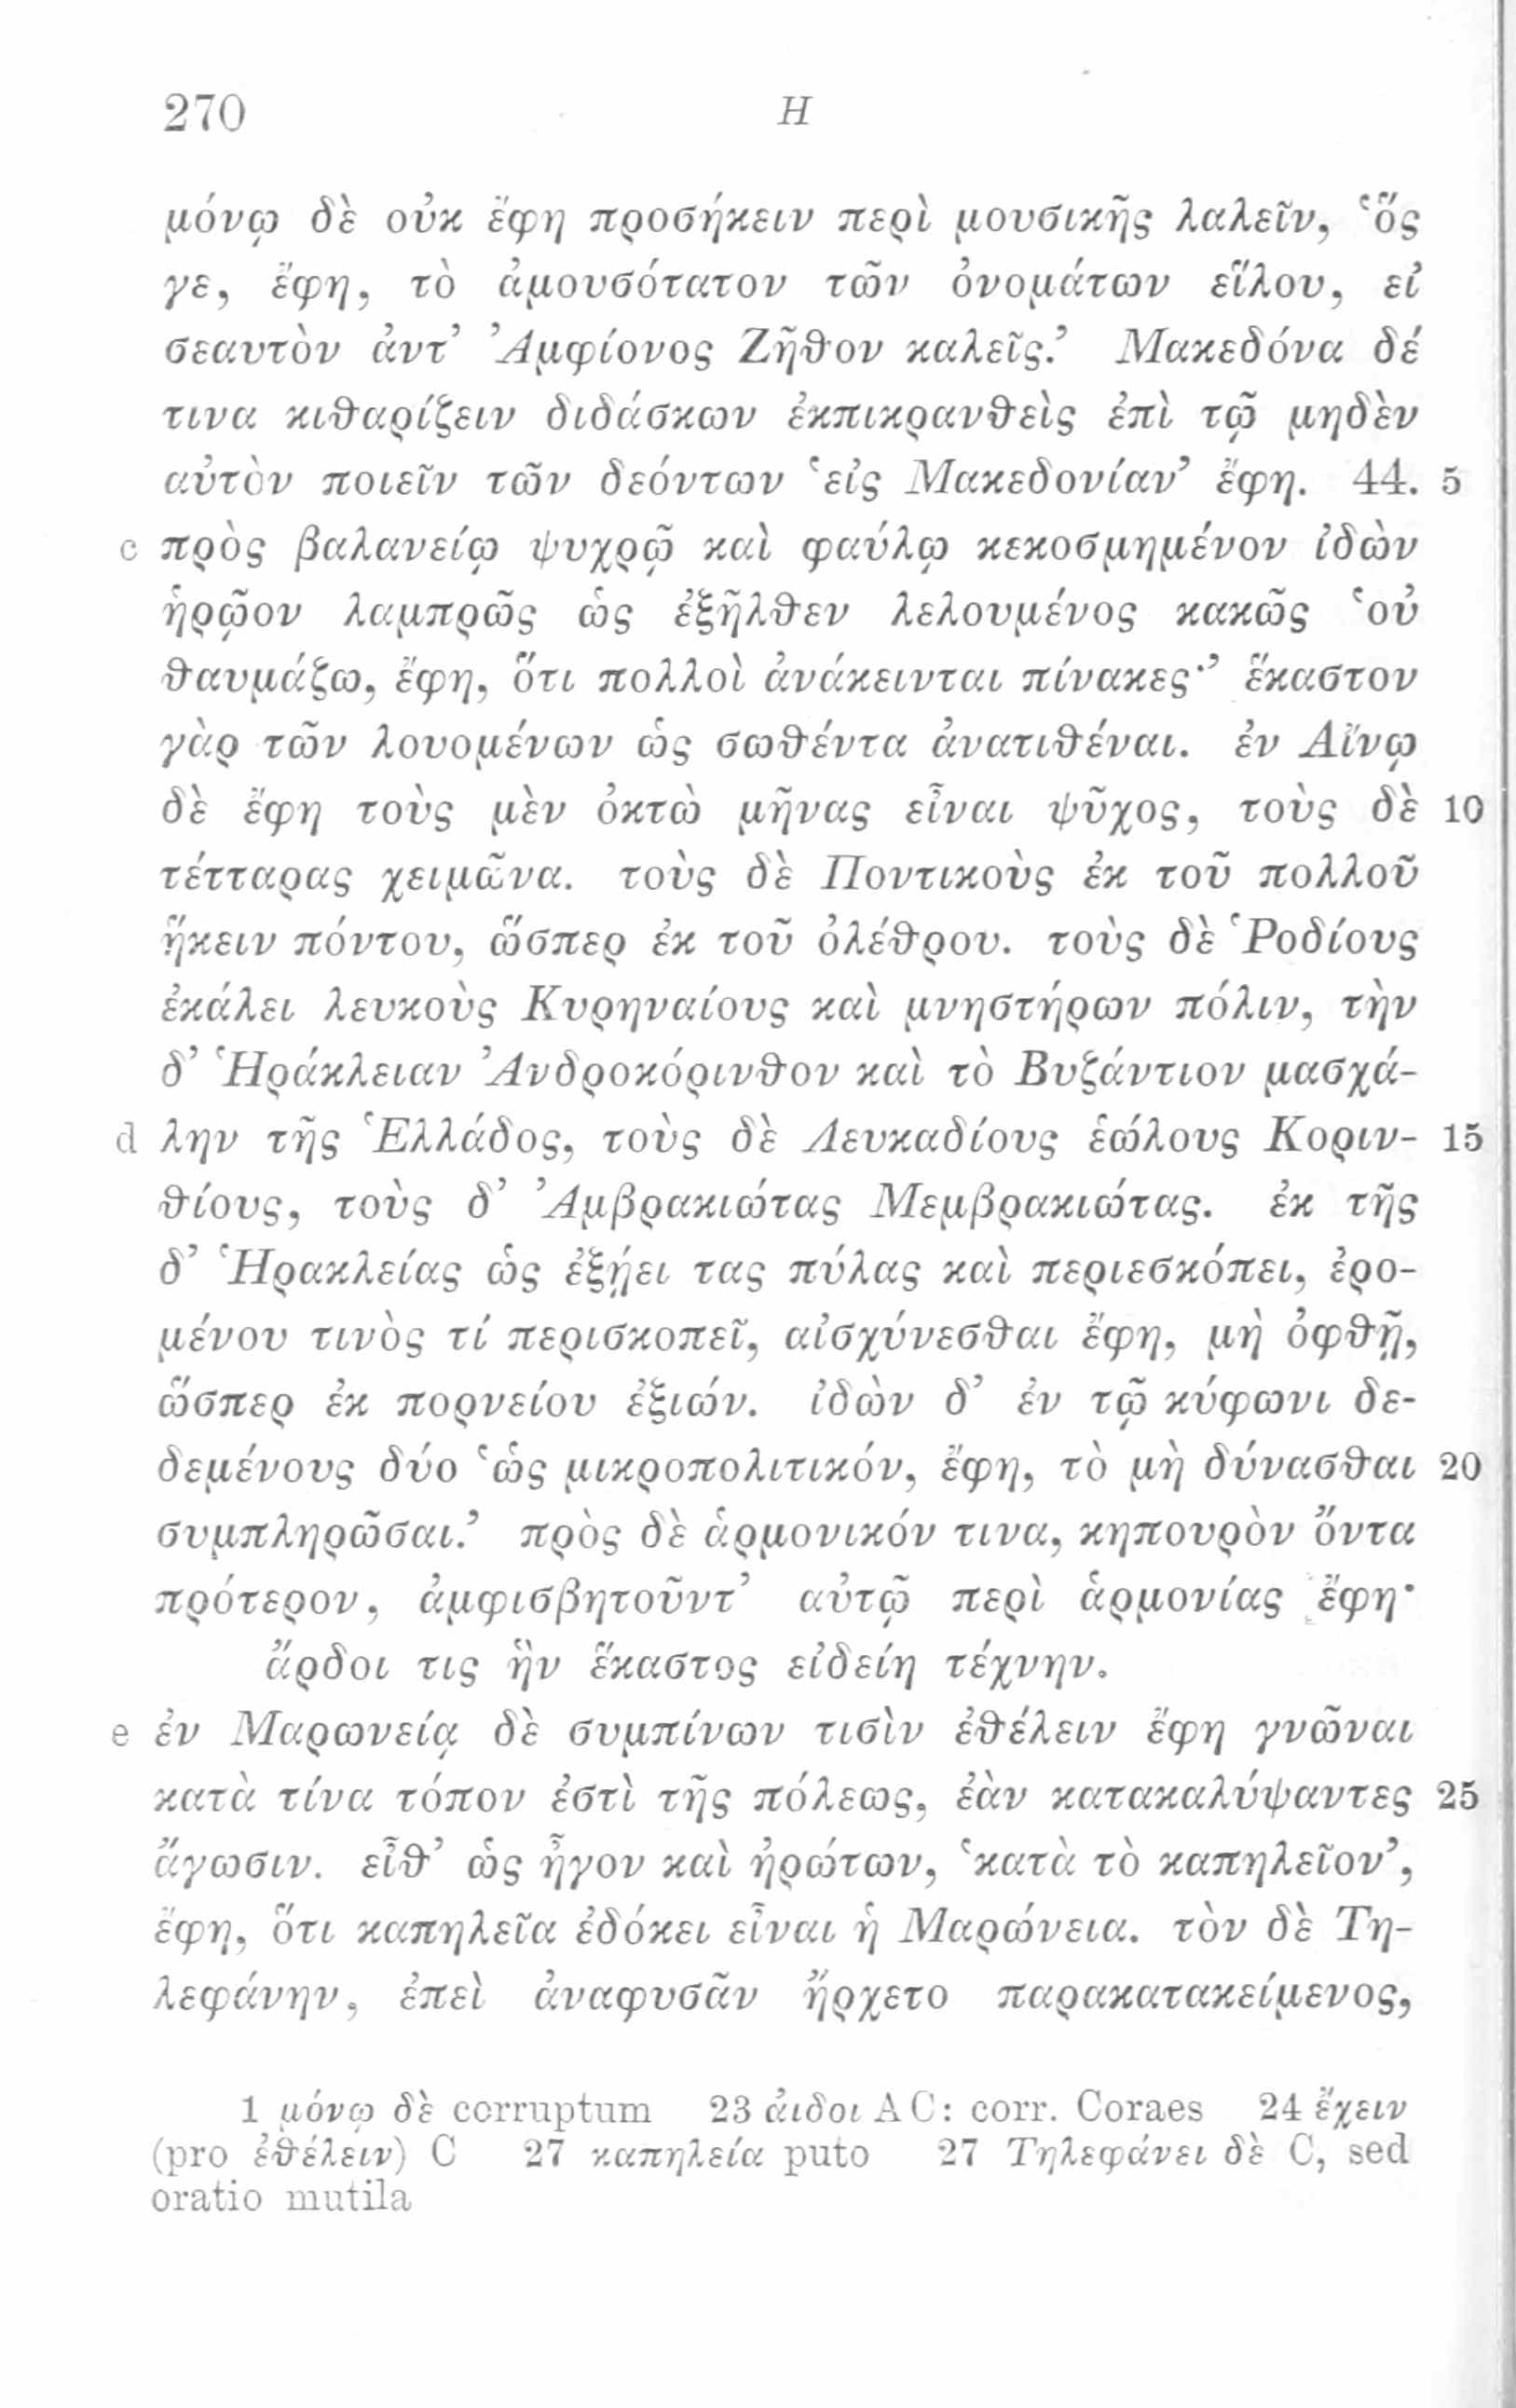 270 H
μόνῳ δὲ οὐκ ἔφη προσήκειν περὶ μουσικῆς λαλεῖν, ‘ὅς
γε, ἔφη, τὸ ἀμουσότατον τῶν ὀνομάτων εἵλου, εἰ
σεαυτὸν ἀντ’ Ἀμφίονος Ζῆθον καλεῖς.’ Μακεδόνα δέ
τινα κιθαρίζειν διδάσκων ἐκπικρανθεὶς ἐπὶ τῷ μηδὲν
αὐτὸν ποιεῖν τῶν δεόντων ‘εἰς Μακεδονίαν’ ἔφη. 44. 5
c πρὸς βαλανείῳ ψυχρῷ καὶ φαύλῳ κεκοσμημένον ἰδὼν
ἡρῷον λαμπρῶς ὡς ἐξῆλθεν λελουμένος κακῶς ‘οὐ
θαυμάζω, ἔφη, ὅτι πολλοὶ ἀνάκεινται πίνακες·’ ἕκαστον
γὰρ τῶν λουομένων ὡς σωθέντα ἀνατιθέναι. ἐν Αἴνῳ
δὲ ἔφη τοὺς μὲν ὀκτὼ μῆνας εἶναι ψῦχος, τοὺς δὲ 10
τέτταρας χειμῶνα. τοὺς δὲ Ποντικοὺς ἐκ τοῦ πολλοῦ
ἥκειν πόντου, ὥσπερ ἐκ τοῦ ὀλέθρου. τοὺς δὲ Ῥοδίους
ἐκάλει λευκοὺς Κυρηναίους καὶ μνηστήρων πόλιν, τὴν
δ’ Ἡράκλειαν Ἀνδροκόρινθον καὶ τὸ Βυζάντιον μασχά-
d λην τῆς Ἑλλάδος, τοὺς δὲ Λευκαδίους ἑώλους Κοριν- 15
θίους, τοὺς δ’ Ἀμβρακιώτας Μεμβρακιώτας. ἐκ τῆς
δ’ Ἡρακλείας ὡς ἐξῄει τας πύλας καὶ περιεσκόπει, ἐρο-
μένου τινὸς τί περισκοπεῖ, αἰσχύνεσθαι ἔφη, μὴ ὀφθῇ,
ὥσπερ ἐκ πορνείου ἐξιών. ἰδὼν δ’ ἐν τῷ κύφωνι δε-
δεμένους δύο ‘ὡς μικροπολιτικόν, ἔφη, τὸ μὴ δύνασθαι 20
συμπληρῶσαι.’ πρὸς δὲ ἁρμονικόν τινα, κηπουρὸν ὄντα
πρότερον, ἀμφισβητοῦντ’ αὐτῷ περὶ ἁρμονίας ἔφη·
ἄρδοι τις ἣν ἕκαστος εἰδείη τέχνην.
e ἐν Μαρωνείᾳ δὲ συμπίνων τισὶν ἐθέλειν ἔφη γνῶναι
κατὰ τίνα τόπον ἐστὶ τῆς πόλεως, ἐὰν κατακαλύψαντες 25
ἄγωσιν. εἶθ’ ὡς ἦγον καὶ ἠρώτων, ‘κατὰ τὸ καπηλεῖον’,
ἔφη, ὅτι καπηλεῖα ἐδόκει εἶναι ἡ Μαρώνεια. τὸν δὲ Τη-
λεφάνην, ἐπεὶ ἀναφυσᾶν ἤρχετο παρακατακείμενος,
1 μόνῳ δὲ corruptum 23 ἀιδοι AC: corr. Coraes 24 ἔχειν
(pro ἐθέλειν) C 27 καπηλεία puto 27 Τηλεφάνει δὲ C, sed
oratio mutila